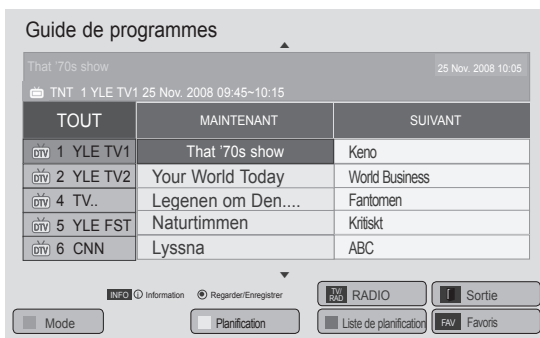 Guide de programmes
That '70s show 25 Nov. 2008 10:05
TNT 1 YLE TV1 25 Nov. 2008 09:45~10:15
TOUT MAINTENANT SUIVANT
DTV 1 YLE TV1 That '70s show Keno
DTV 2 YLE TV2 Your World Today World Business
DTV 4 TV.. Legenen om Den.... Fantomen
DTV 5 YLE FST Naturtimmen Kritiskt
DTV 6 CNN Lyssna ABC
INFO i Information Regarder/Enregistrer TV/RAD RADIO Sortie
Mode Planification Liste de planification FAV Favoris